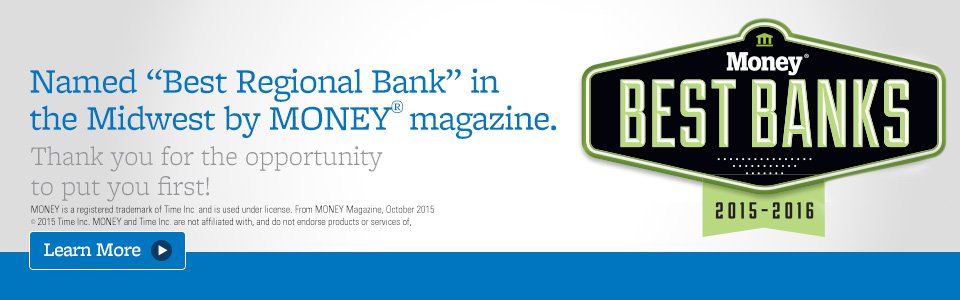 Named “Best Regional Bank” in
the Midwest by MONEY® magazine.
Thank you for the opportunity
to put you first!
MONEY is a registered trademark of Time Inc. and is used under license. From MONEY Magazine, October 2015
© 2015 Time Inc. MONEY and Time Inc. are not affiliated with, and do not endorse products or services of,
Learn More
Money®
BEST BANKS
2015-2016